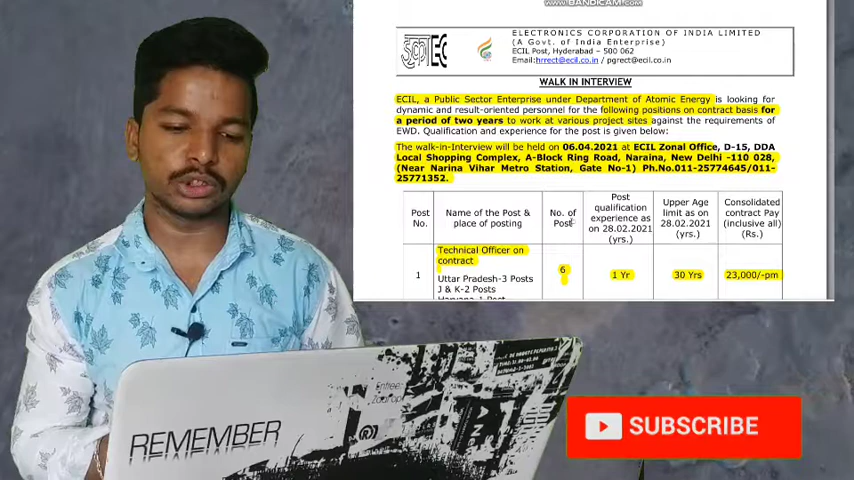 www.BANDICAM.COM
ELECTRONICS CORPORATION OF INDIA LIMITED
(A Govt. of India Enterprise)
ECIL Post, Hyderabad – 500 062
Email:hrrect@ecil.co.in / pgrect@ecil.co.in
WALK IN INTERVIEW
ECIL, a Public Sector Enterprise under Department of Atomic Energy is looking for
dynamic and result-oriented personnel for the following positions on contract basis for
a period of two years to work at various project sites against the requirements of
EWD. Qualification and experience for the post is given below:
The walk-in-Interview will be held on 06.04.2021 at ECIL Zonal Office, D-15, DDA
Local Shopping Complex, A-Block Ring Road, Naraina, New Delhi -110 028,
(Near Narina Vihar Metro Station, Gate No-1) Ph.No.011-25774645/011-
25771352.
Post No.
Name of the Post & place of posting
No. of Post
Post qualification experience as on 28.02.2021 (yrs.)
Upper Age limit as on 28.02.2021 (yrs.)
Consolidated contract Pay (inclusive all) (Rs.)
1
Technical Officer on
contract
Uttar Pradesh-3 Posts
J & K-2 Posts
Haryana-1 Post
6
1 Yr
30 Yrs
23,000/-pm
REMEMBER
SUBSCRIBE